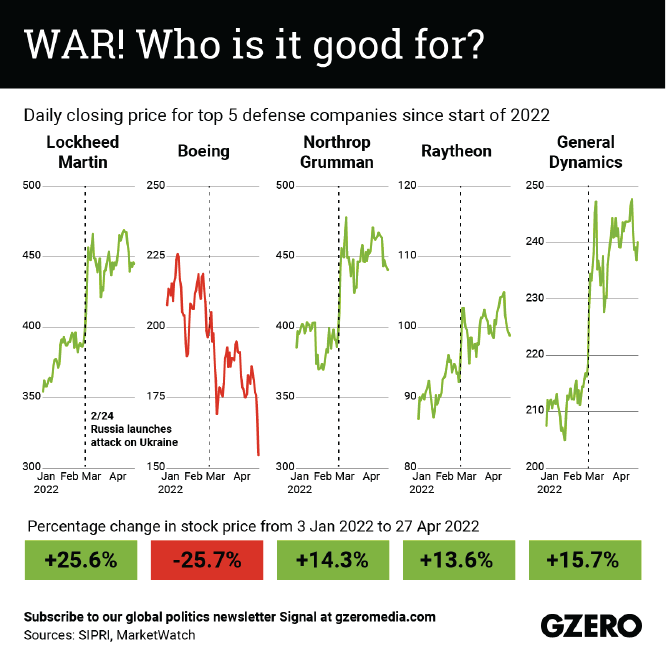 WAR! Who is it good for?
Daily closing price for top 5 defense companies since start of 2022
Lockheed
Martin
Boeing
Northrop
Grumman
Raytheon
General
Dynamics
500
450
400
350
300
Jan Feb Mar Apr
2022
2/24
Russia launches
attack on Ukraine
250
225
200
175
150
Jan Feb Mar Apr
2022
500
450
400
350
300
Jan Feb Mar Apr
2022
120
110
100
90
80
Jan Feb Mar Apr
2022
250
240
230
220
210
200
Jan Feb Mar Apr
2022
Percentage change in stock price from 3 Jan 2022 to 27 Apr 2022
+25.6% -25.7% +14.3% +13.6% +15.7%
Subscribe to our global politics newsletter Signal at gzeromedia.com
Sources: SIPRI, MarketWatch
GZERO